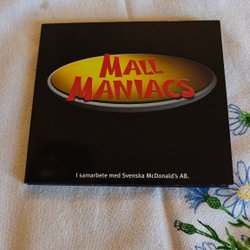 MALL
MANIACS
I samarbete med Svenska McDonald's AB.